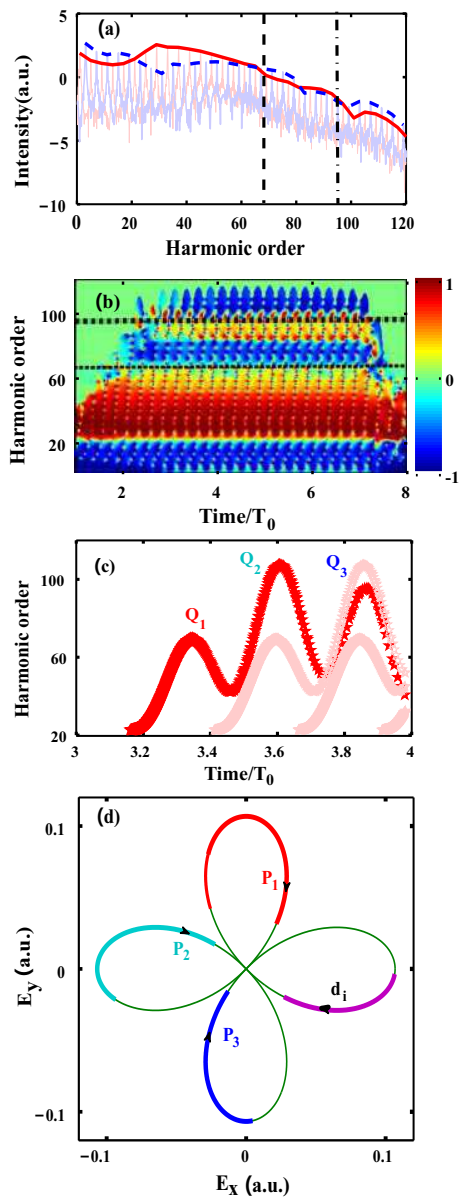 5
(a)
0
−5
−10
Intensity(a.u.)
0 20 40 60 80 100 120
Harmonic order
(b)
100
60
20
Harmonic order
2 4 6 8
Time/T0
1
0
-1
(c)
Q1
Q2
Q3
100
60
20
Harmonic order
3 3.2 3.4 3.6 3.8 4
Time/T0
(d)
0.1
0
−0.1
Ey (a.u.)
P1
P2
P3
di
−0.1 0 0.1
Ex (a.u.)